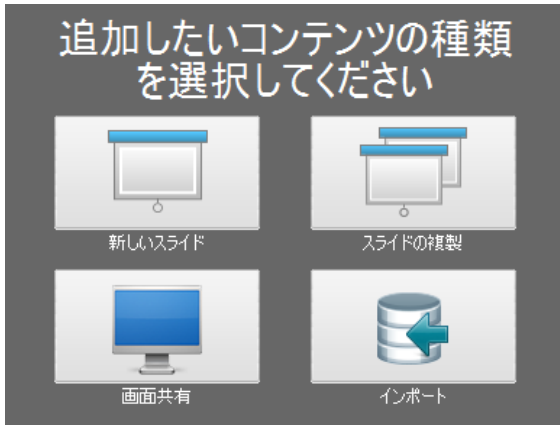 追加したいコンテンツの種類
を選択してください
新しいスライド
スライドの複製
画面共有
インポート